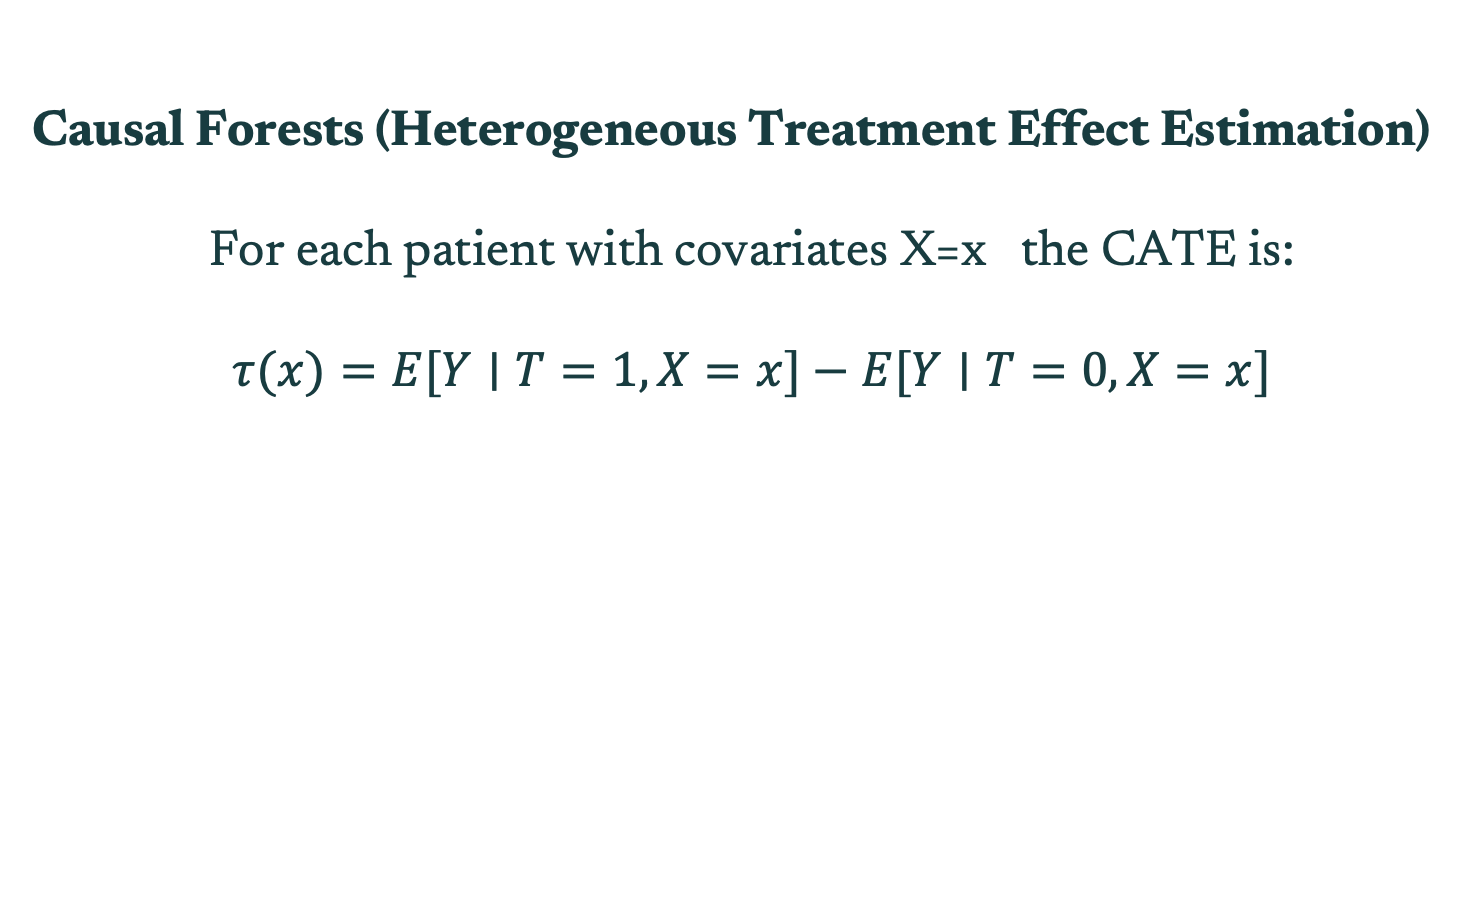 Causal Forests (Heterogeneous Treatment Effect Estimation)
For each patient with covariates X=x the CATE is:
τ(x) = E[Y ∣ T = 1, X = x] − E[Y ∣ T = 0, X = x]